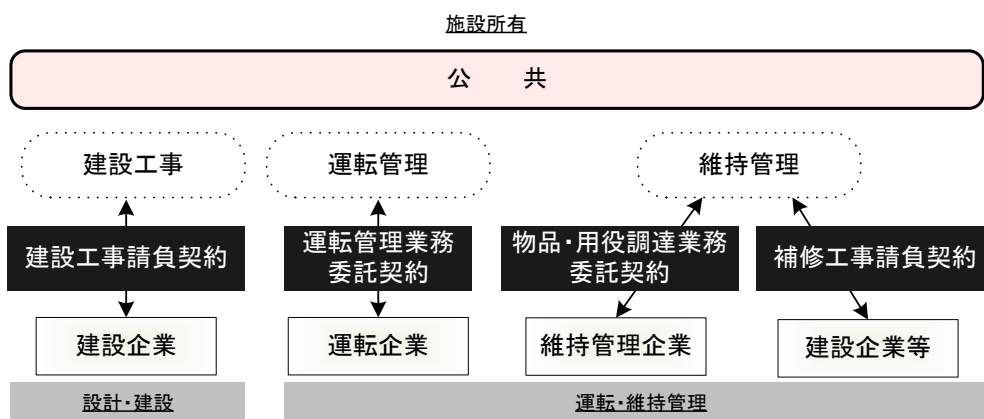 施設所有
公　共
建設工事
運転管理
維持管理
建設工事請負契約
運転管理業務
委託契約
物品・用役調達業務
委託契約
補修工事請負契約
建設企業
運転企業
維持管理企業
建設企業等
設計・建設
運転・維持管理